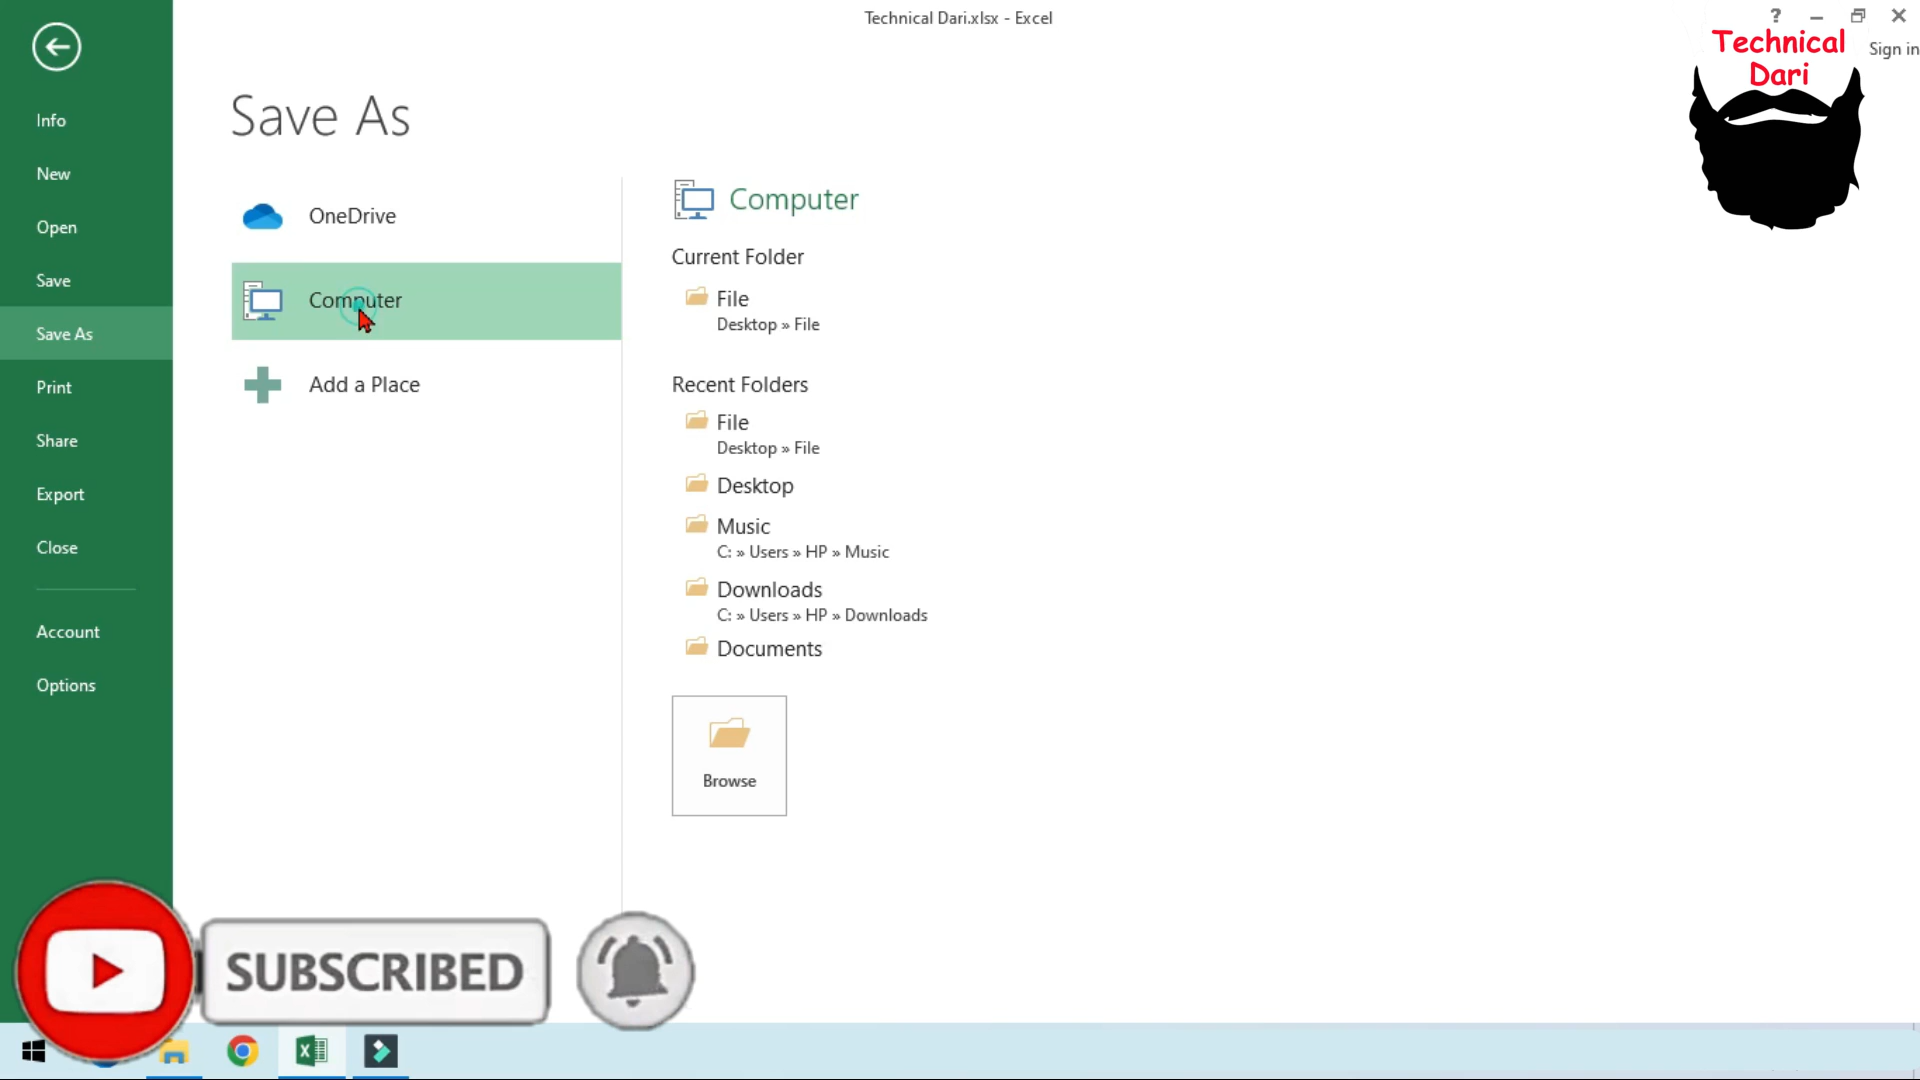 Technical Dari.xlsx - Excel
?
Technical
Dari
Sign in
Info
New
Open
Save
Save As
Print
Share
Export
Close
Account
Options
Save As
OneDrive
Computer
Add a Place
Computer
Current Folder
File
Desktop » File
Recent Folders
File
Desktop » File
Desktop
Music
C: » Users » HP » Music
Downloads
C: » Users » HP » Downloads
Documents
Browse
SUBSCRIBED